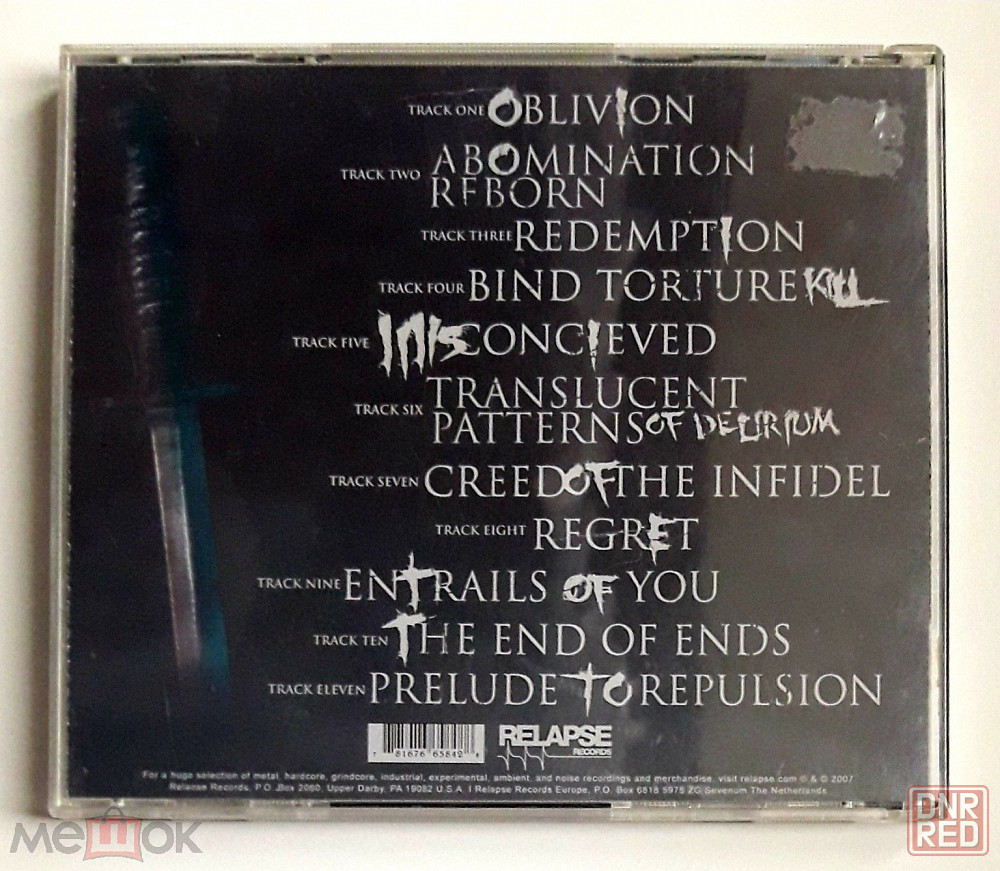 TRACK ONE OBLIVION
TRACK TWO ABOMINATION
REBORN
TRACK THREE REDEMPTION
TRACK FOUR BIND TORTURE KILL
TRACK FIVE MISCONCIEVED
TRACK SIX TRANSLUCENT
PATTERNS OF DELIRIUM
TRACK SEVEN CREED OF THE INFIDEL
TRACK EIGHT REGRET
TRACK NINE ENTRAILS OF YOU
TRACK TEN THE END OF ENDS
TRACK ELEVEN PRELUDE TO REPULSION
7 81676 65842
RELAPSE
RECORDS
For a huge selection of metal, hardcore, grindcore, industrial, experimental, ambient, and noise recordings and merchandise, visit relapse.com ℗ & © 2007
Relapse Records, P.O. Box 2060, Upper Darby, PA 19082 U.S.A. | Relapse Records Europe, P.O. Box 6818 5975 ZG Sevenum The Netherlands
МЕШОК
DNR
RED